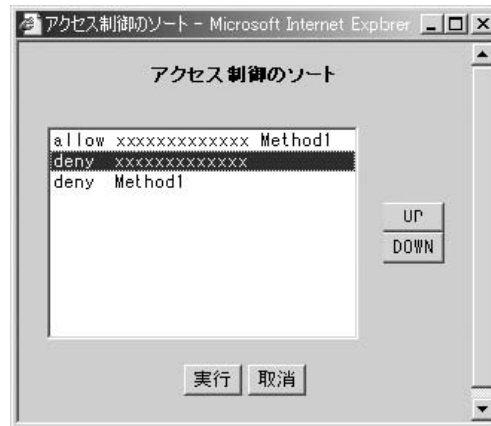 アクセス制御のソート - Microsoft Internet Explorer
アクセス制御のソート
allow xxxxxxxxxxxxx Method1
deny xxxxxxxxxxxxx
deny Method1
UP
DOWN
実行 取消